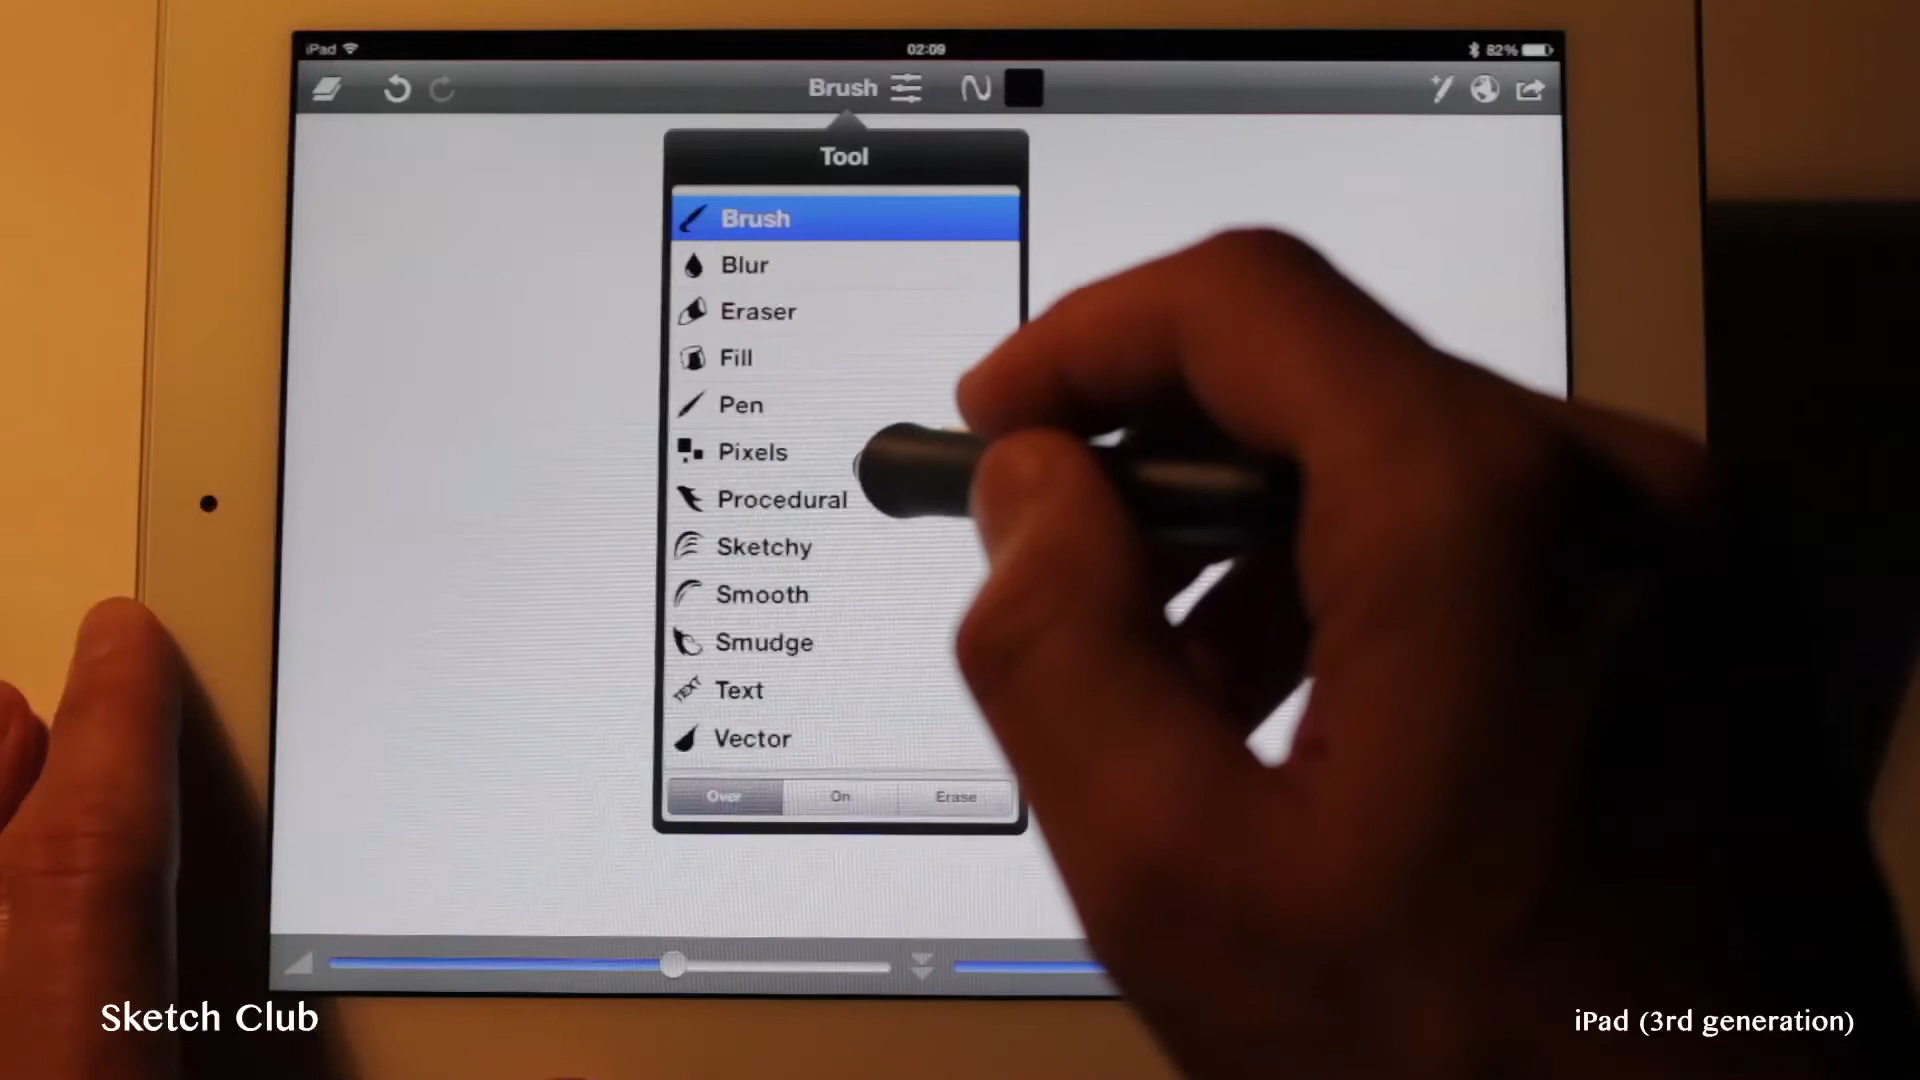 iPad 02:09 82%
Brush
Tool
Brush
Blur
Eraser
Fill
Pen
Pixels
Procedural
Sketchy
Smooth
Smudge
TEXT Text
Vector
Over On Erase
Sketch Club
iPad (3rd generation)